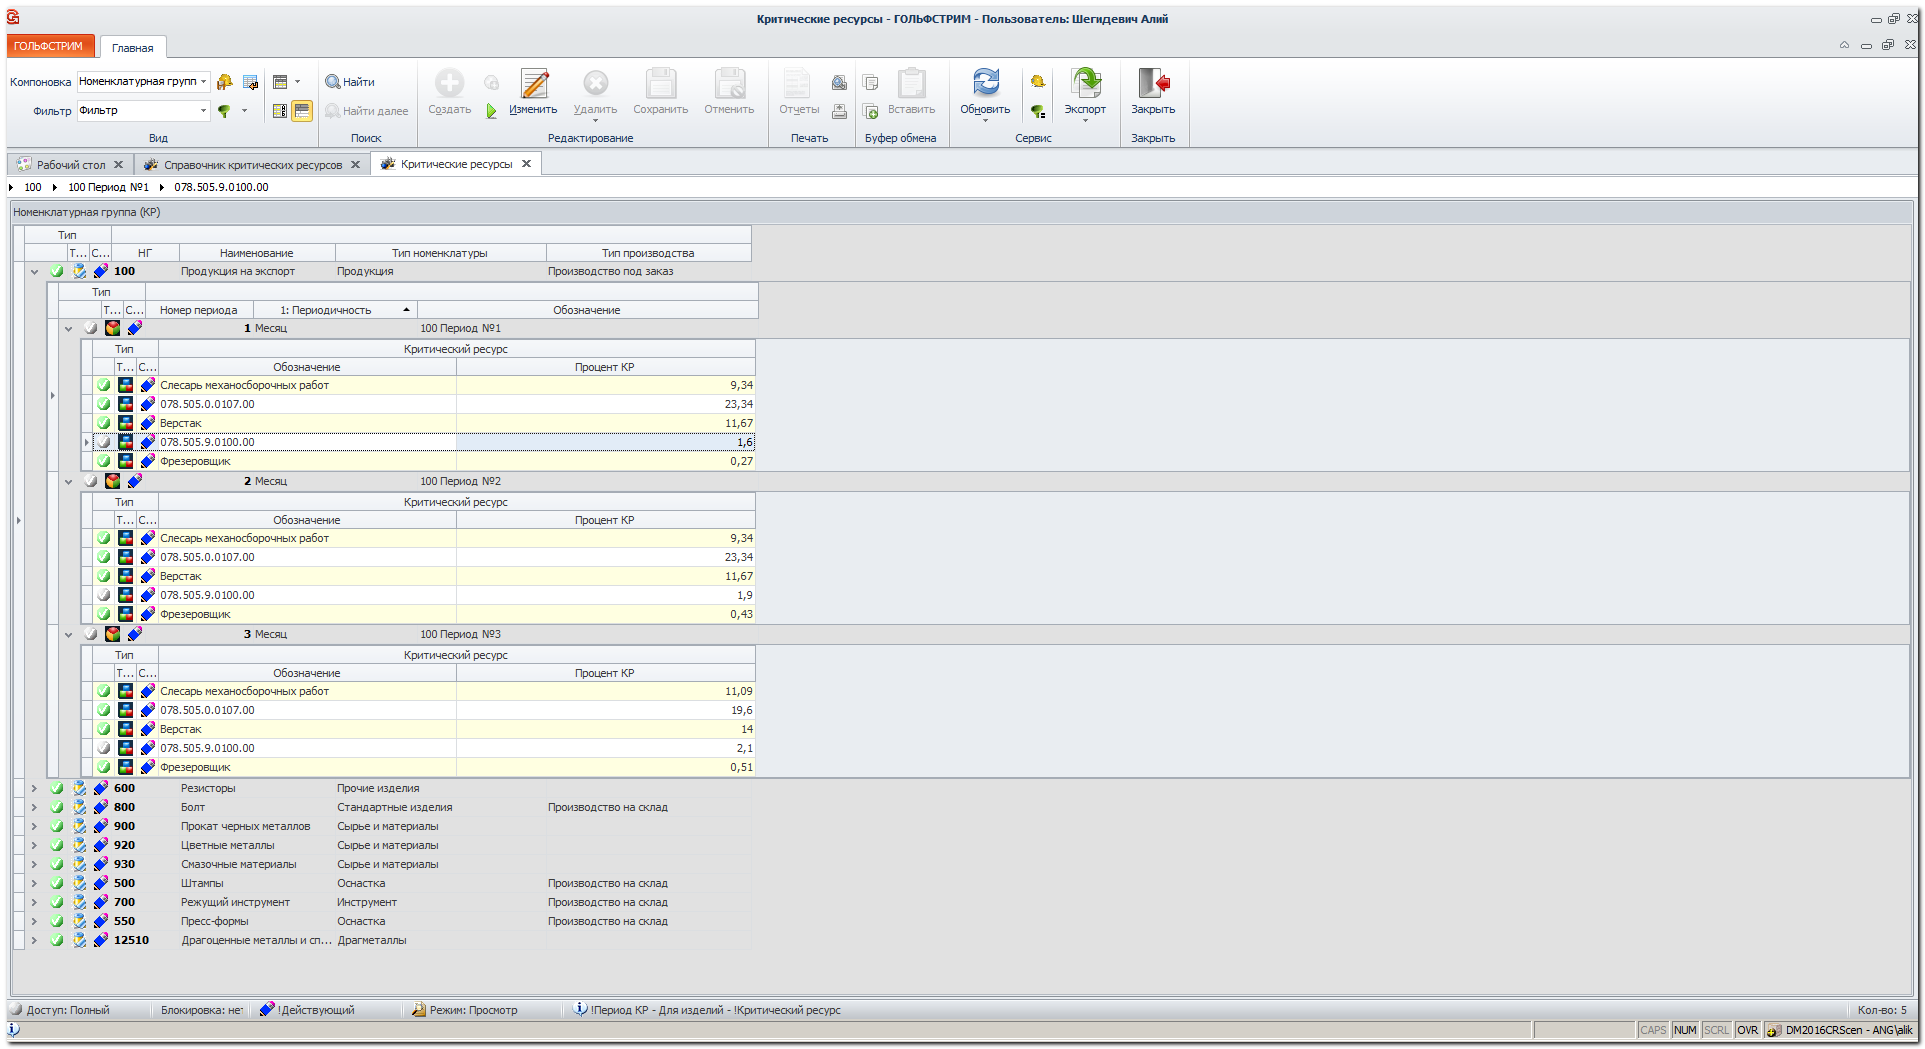 Критические ресурсы - ГОЛЬФСТРИМ - Пользователь: Шегидевич Алий
ГОЛЬФСТРИМ Главная
Компоновка Номенклатурная групп Найти Создать Изменить Удалить Сохранить Отменить Отчеты Вставить Обновить Экспорт Закрыть
Фильтр Фильтр Найти далее
Вид Поиск Редактирование Печать Буфер обмена Сервис Закрыть
Рабочий стол Справочник критических ресурсов Критические ресурсы
100 100 Период №1 078.505.9.0100.00
Номенклатурная группа (КР)
Тип
Т... С... НГ Наименование Тип номенклатуры Тип производства
100 Продукция на экспорт Продукция Производство под заказ
Тип
Т... С... Номер периода 1: Периодичность Обозначение
1 Месяц 100 Период №1
Тип Критический ресурс
Т... С... Обозначение Процент КР
Слесарь механосборочных работ 9,34
078.505.0.0107.00 23,34
Верстак 11,67
078.505.9.0100.00 1,6
Фрезеровщик 0,27
2 Месяц 100 Период №2
Тип Критический ресурс
Т... С... Обозначение Процент КР
Слесарь механосборочных работ 9,34
078.505.0.0107.00 23,34
Верстак 11,67
078.505.9.0100.00 1,9
Фрезеровщик 0,43
3 Месяц 100 Период №3
Тип Критический ресурс
Т... С... Обозначение Процент КР
Слесарь механосборочных работ 11,09
078.505.0.0107.00 19,6
Верстак 14
078.505.9.0100.00 2,1
Фрезеровщик 0,51
600 Резисторы Прочие изделия
800 Болт Стандартные изделия Производство на склад
900 Прокат черных металлов Сырье и материалы
920 Цветные металлы Сырье и материалы
930 Смазочные материалы Сырье и материалы
500 Штампы Оснастка Производство на склад
700 Режущий инструмент Инструмент Производство на склад
550 Пресс-формы Оснастка Производство на склад
12510 Драгоценные металлы и сп... Драгметаллы
Доступ: Полный Блокировка: нет !Действующий Режим: Просмотр !Период КР - Для изделий - !Критический ресурс Кол-во: 5
CAPS NUM SCRL OVR DM2016CRScen - ANG\alik